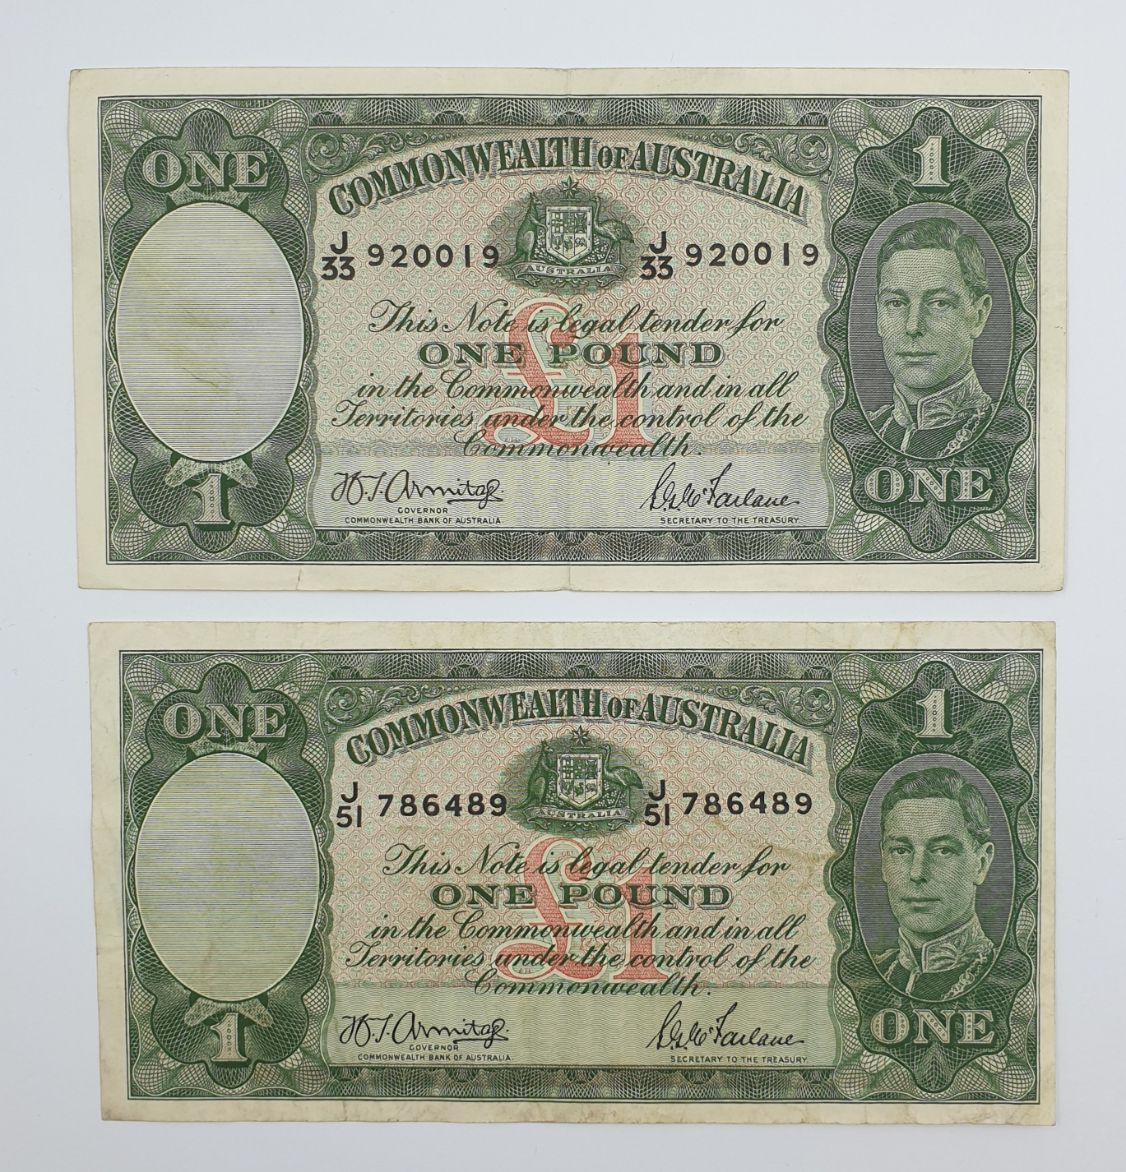 ONE
COMMONWEALTH OF AUSTRALIA
1
J/33 920019
AUSTRALIA
J/33 920019
This Note is legal tender for
ONE POUND
in the Commonwealth and in all
Territories under the control of the
Commonwealth.
£1
H.T. Armitage
GOVERNOR
COMMONWEALTH BANK OF AUSTRALIA
S.G. McFarlane
SECRETARY TO THE TREASURY
1
ONE
ONE
COMMONWEALTH OF AUSTRALIA
1
J/51 786489
AUSTRALIA
J/51 786489
This Note is legal tender for
ONE POUND
in the Commonwealth and in all
Territories under the control of the
Commonwealth.
£1
H.T. Armitage.
GOVERNOR
COMMONWEALTH BANK OF AUSTRALIA
S.G. McFarlane
SECRETARY TO THE TREASURY.
1
ONE